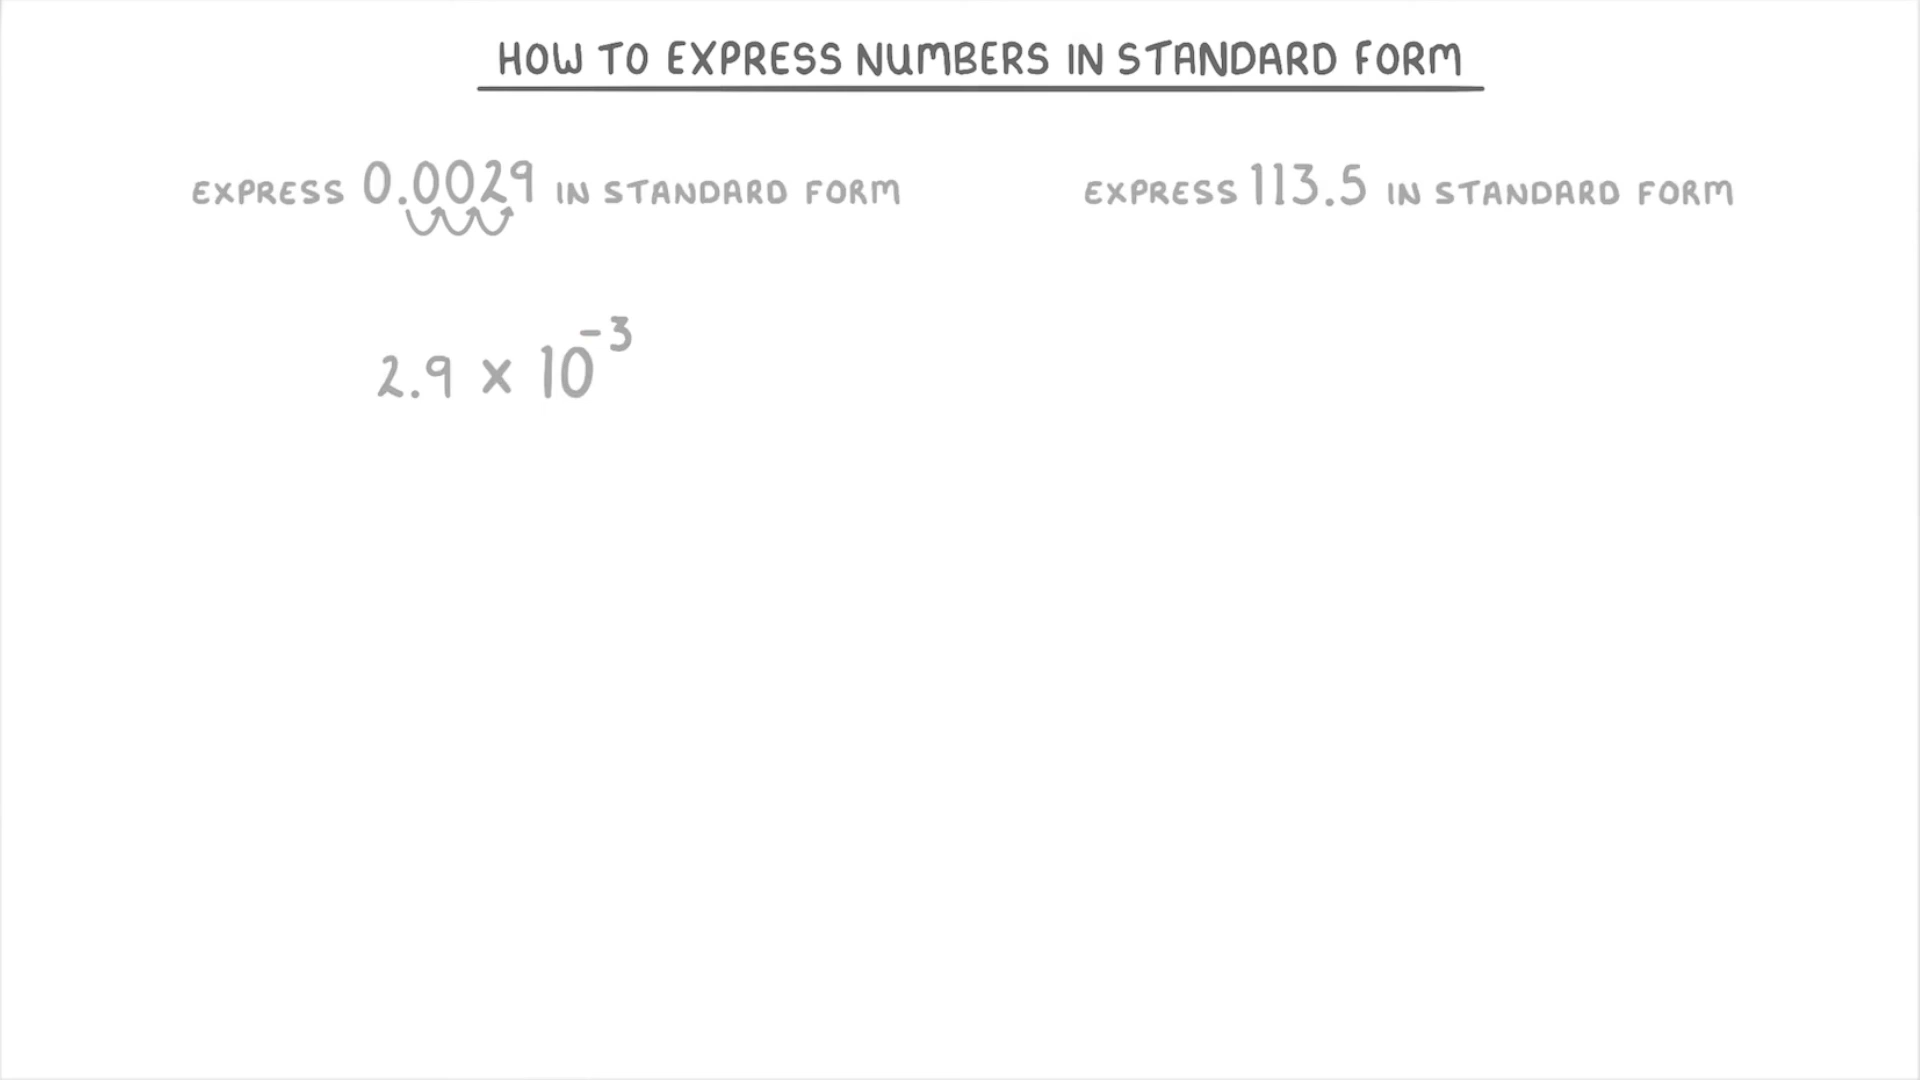 HOW TO EXPRESS NUMBERS IN STANDARD FORM
EXPRESS 0.0029 IN STANDARD FORM
2.9 × 10⁻³
EXPRESS 113.5 IN STANDARD FORM